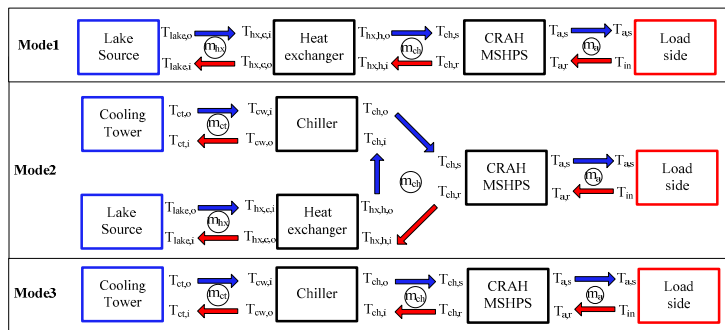 Mode1
Lake Source
T_lake,o T_hx,c,i
m_hx
T_lake,i T_hx,c,o
Heat exchanger
T_hx,h,o T_ch,s
m_ch
T_hx,h,i T_ch,r
CRAH MSHPS
T_a,s T_a,s
m_a
T_a,r T_in
Load side
Mode2
Cooling Tower
T_ct,o T_cw,i
m_ct
T_ct,i T_cw,o
Chiller
T_ch,o
T_ch,i
Lake Source
T_lake,o T_hx,c,i
m_hx
T_lake,i T_hx,c,o
Heat exchanger
T_hx,h,o
T_hx,h,i
m_ch
T_ch,s
T_ch,r
CRAH MSHPS
T_a,s T_a,s
m_a
T_a,r T_in
Load side
Mode3
Cooling Tower
T_ct,o T_cw,i
m_ct
T_ct,i T_cw,o
Chiller
T_ch,o T_ch,s
m_ch
T_ch,i T_ch,r
CRAH MSHPS
T_a,s T_a,s
m_a
T_a,r T_in
Load side